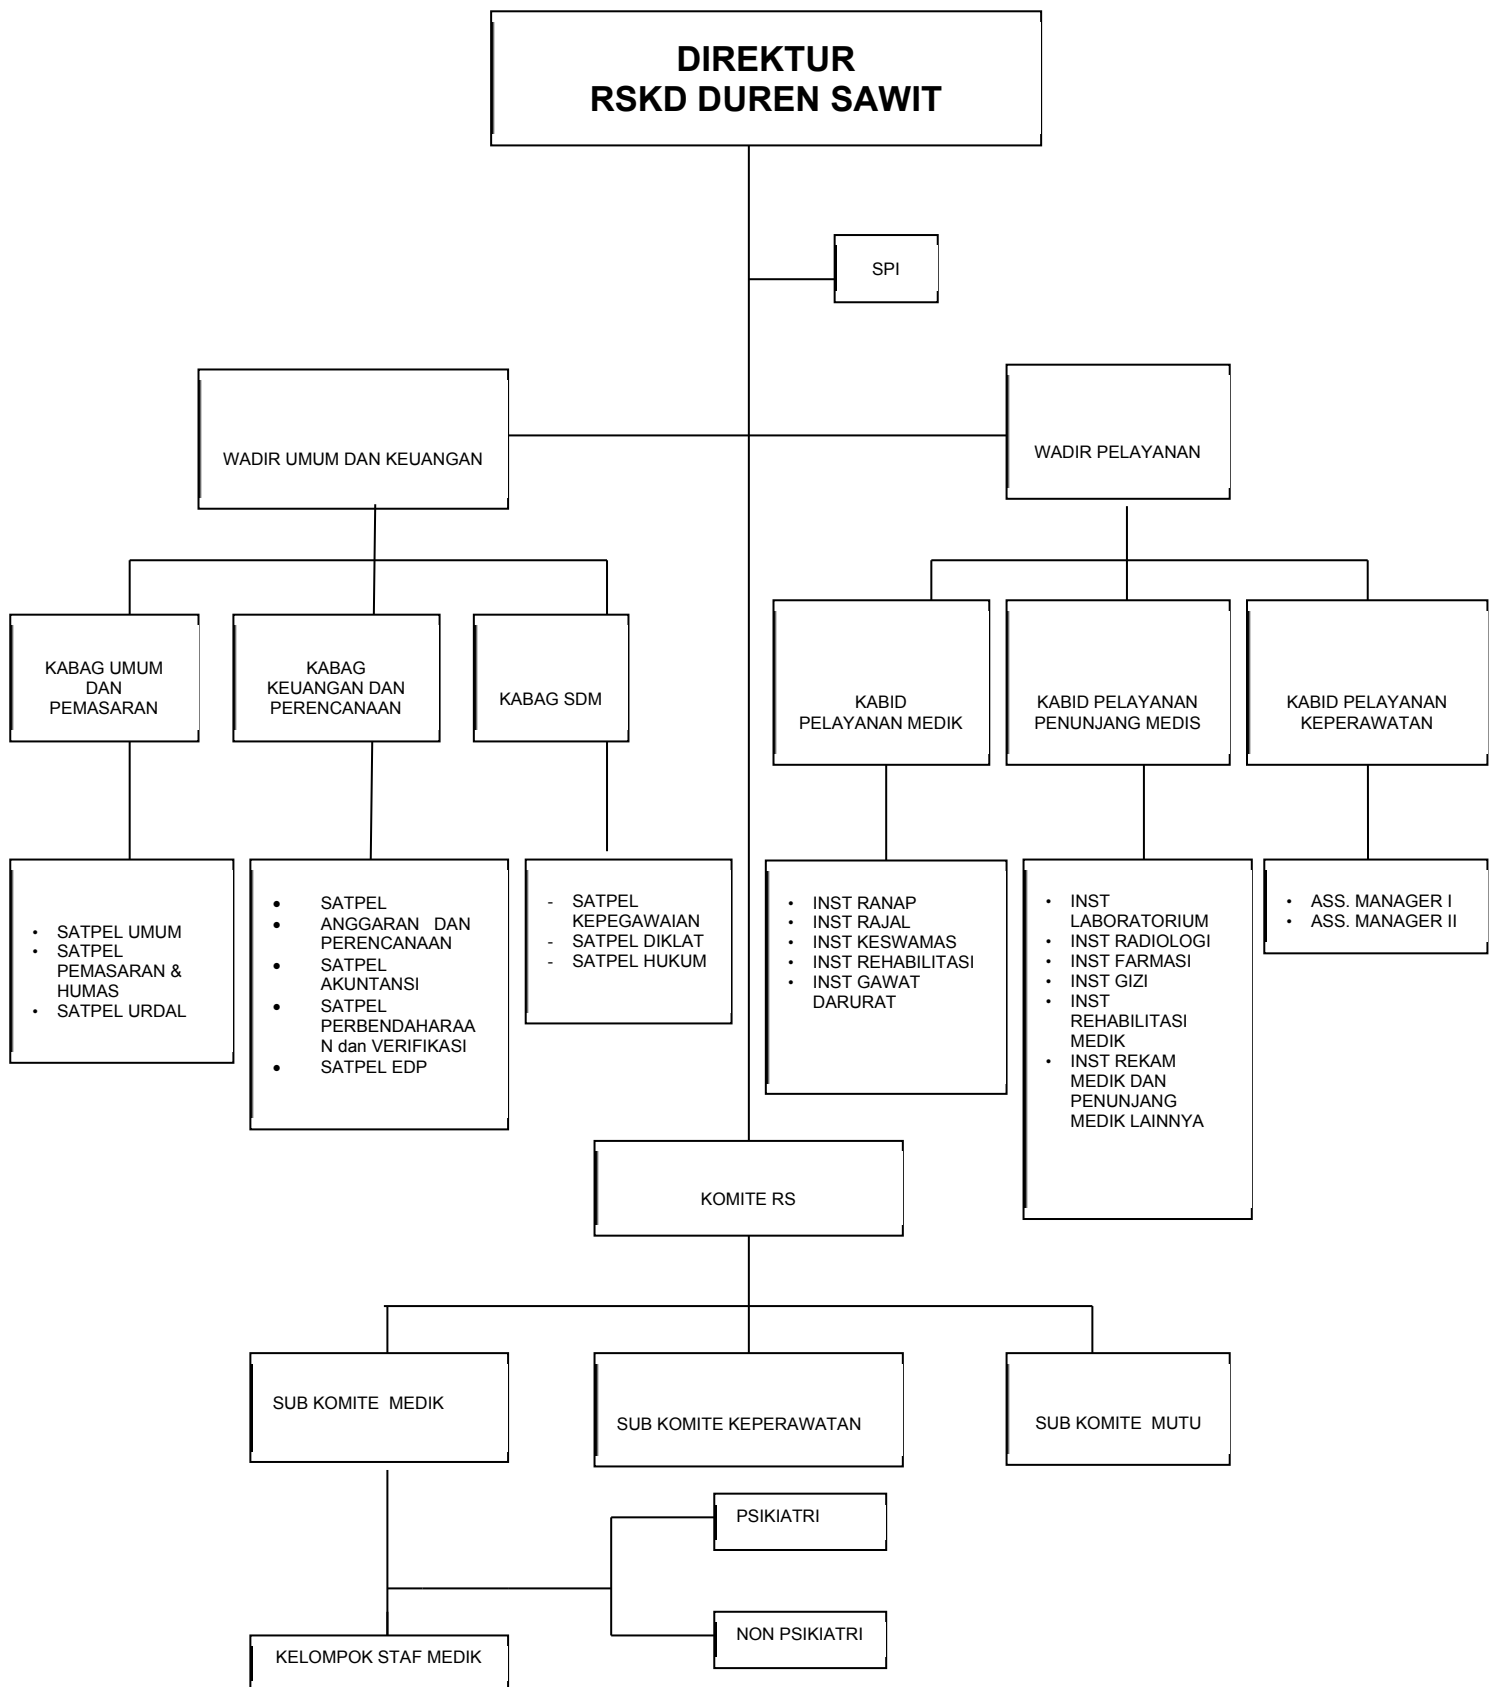 DIREKTUR
RSKD DUREN SAWIT
SPI
WADIR UMUM DAN KEUANGAN
WADIR PELAYANAN
KABAG UMUM
DAN
PEMASARAN
KABAG
KEUANGAN DAN
PERENCANAAN
KABAG SDM
KABID
PELAYANAN MEDIK
KABID PELAYANAN
PENUNJANG MEDIS
KABID PELAYANAN
KEPERAWATAN
• SATPEL UMUM
• SATPEL
PEMASARAN &
HUMAS
• SATPEL URDAL
• SATPEL
• ANGGARAN DAN
PERENCANAAN
• SATPEL
AKUNTANSI
• SATPEL
PERBENDAHARAA
N dan VERIFIKASI
• SATPEL EDP
- SATPEL
KEPEGAWAIAN
- SATPEL DIKLAT
- SATPEL HUKUM
• INST RANAP
• INST RAJAL
• INST KESWAMAS
• INST REHABILITASI
• INST GAWAT
DARURAT
• INST
LABORATORIUM
• INST RADIOLOGI
• INST FARMASI
• INST GIZI
• INST
REHABILITASI
MEDIK
• INST REKAM
MEDIK DAN
PENUNJANG
MEDIK LAINNYA
• ASS. MANAGER I
• ASS. MANAGER II
KOMITE RS
SUB KOMITE MEDIK
SUB KOMITE KEPERAWATAN
SUB KOMITE MUTU
PSIKIATRI
NON PSIKIATRI
KELOMPOK STAF MEDIK